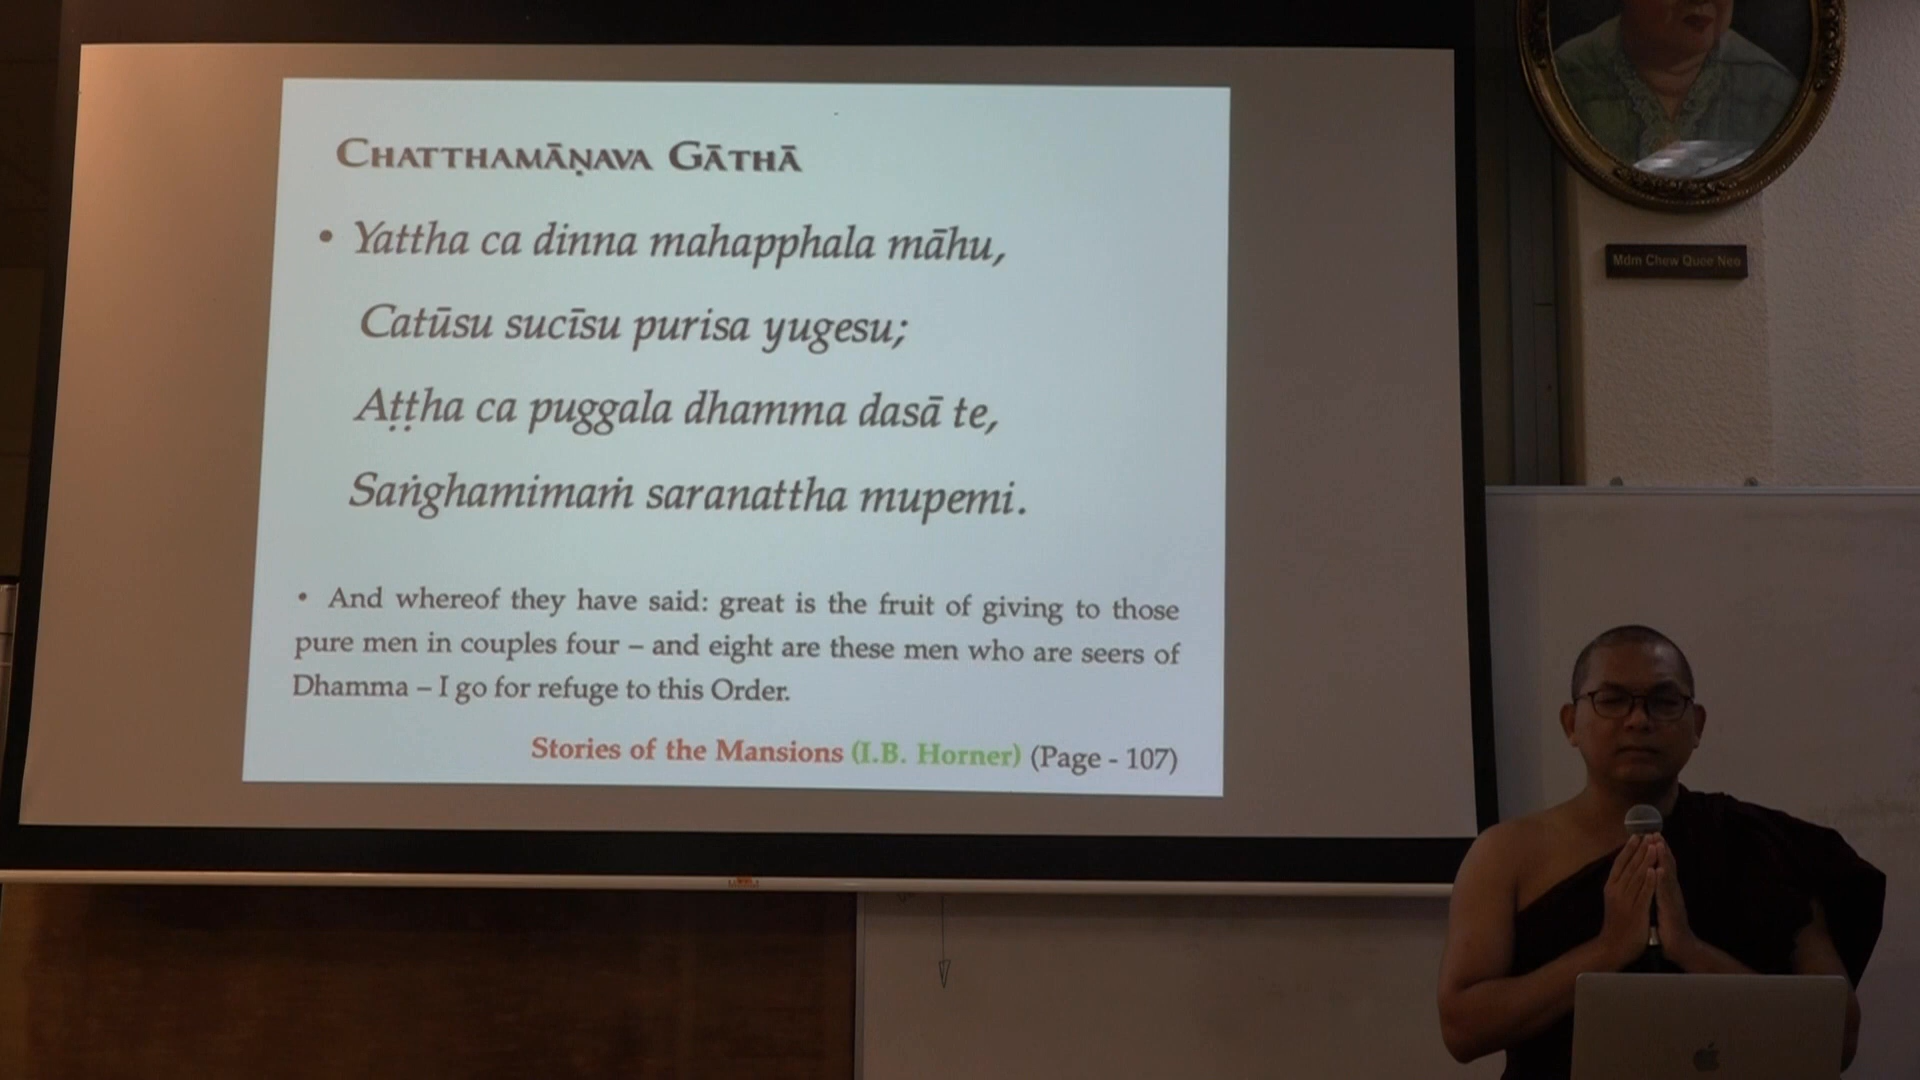 CHATTHAMĀṆAVA GĀTHĀ
• Yattha ca dinna mahapphala māhu,
Catūsu sucīsu purisa yugesu;
Aṭṭha ca puggala dhamma dasā te,
Saṅghamimaṁ saranattha mupemi.
• And whereof they have said: great is the fruit of giving to those
pure men in couples four – and eight are these men who are seers of
Dhamma – I go for refuge to this Order.
Stories of the Mansions (I.B. Horner) (Page - 107)
Mdm Chew Quee Neo